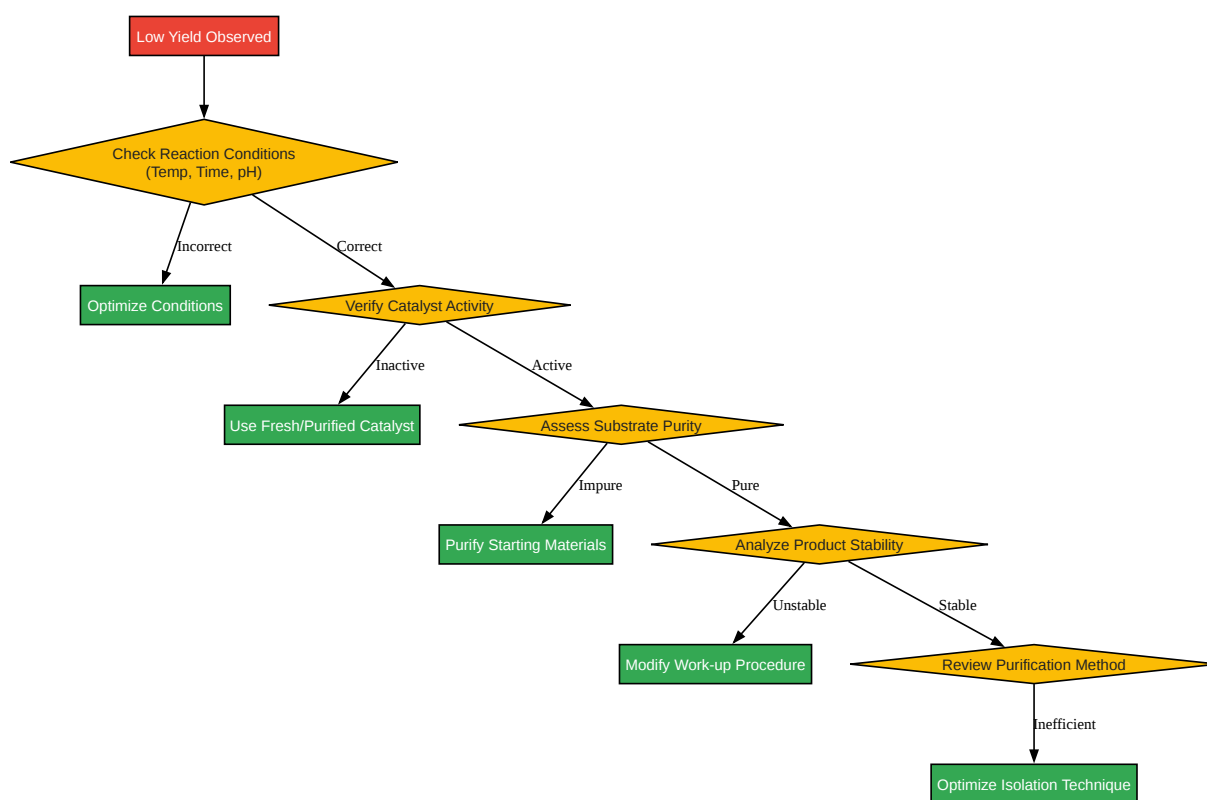 Low Yield Observed
Check Reaction Conditions
(Temp, Time, pH)
Incorrect
Correct
Optimize Conditions
Verify Catalyst Activity
Inactive
Active
Use Fresh/Purified Catalyst
Assess Substrate Purity
Impure
Pure
Purify Starting Materials
Analyze Product Stability
Unstable
Stable
Modify Work-up Procedure
Review Purification Method
Inefficient
Optimize Isolation Technique